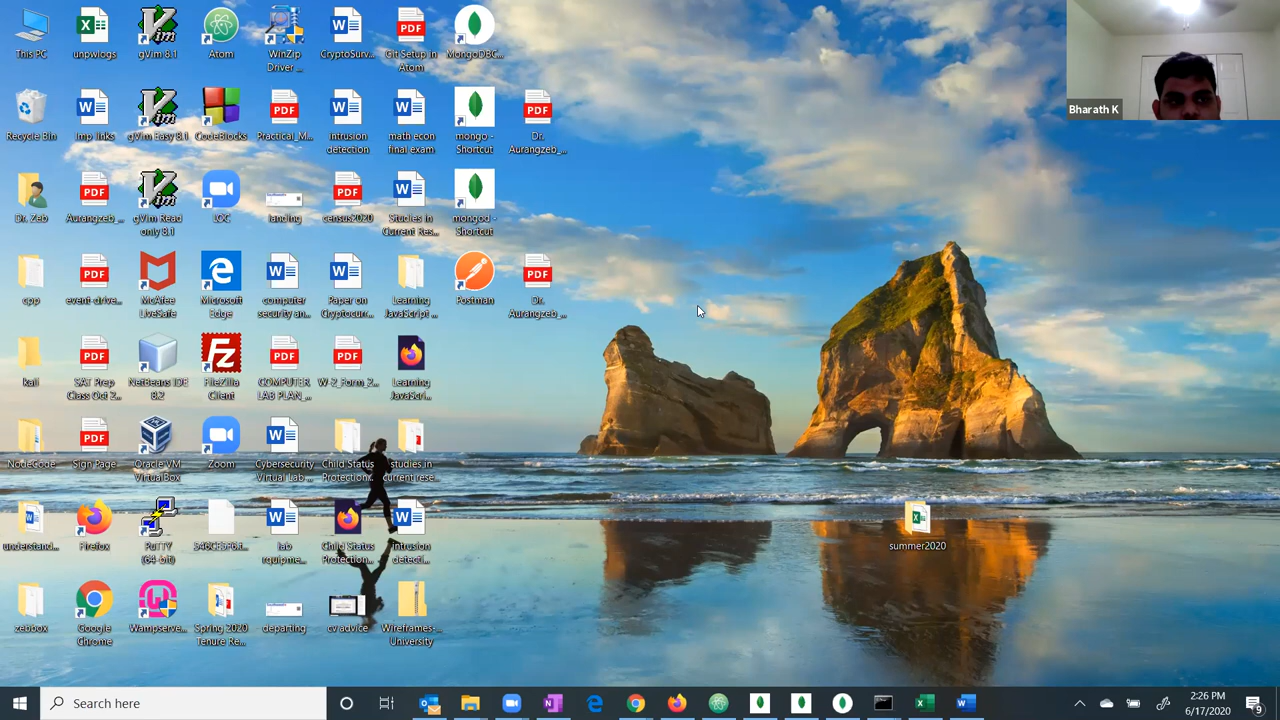 This PC
unpwlogs
gVim 8.1
Atom
WinZip
Driver ...
CryptoSurv...
Git Setup in
Atom
MongoDBC...
Bharath K
Recycle Bin
imp links
gVim Easy 8.1
CodeBlocks
Practical_M...
intrusion
detection
math econ
final exam
mongo -
Shortcut
Dr.
Aurangzeb_...
Dr. Zeb
Aurangzeb_...
gVim Read
only 8.1
LOC
landing
census2020
Studies in
Current Res...
mongod -
Shortcut
cpp
event-drive...
McAfee
LiveSafe
Microsoft
Edge
computer
security an...
Paper on
Cryptocurr...
Learning
JavaScript ...
Postman
Dr.
Aurangzeb_...
kali
SAT Prep
Class Oct 2...
NetBeans IDE
8.2
FileZilla
Client
COMPUTER
LAB PLAN_...
W-2_Form_2...
Learning
JavaScri...
NodeCode
Sign Page
Oracle VM
VirtualBox
Zoom
Cybersecurity
Virtual Lab...
Child Status
Protection...
studies in
current rese...
understand...
Firefox
PuTTY
(64-bit)
lab
rquipme...
Child Status
Protection...
intrusion
detecti...
summer2020
zebbox
Google
Chrome
Wampserve...
Spring 2020
Tenure Re...
departing
cv advice
Wireframes-...
University
Search here
2:26 PM
6/17/2020
9